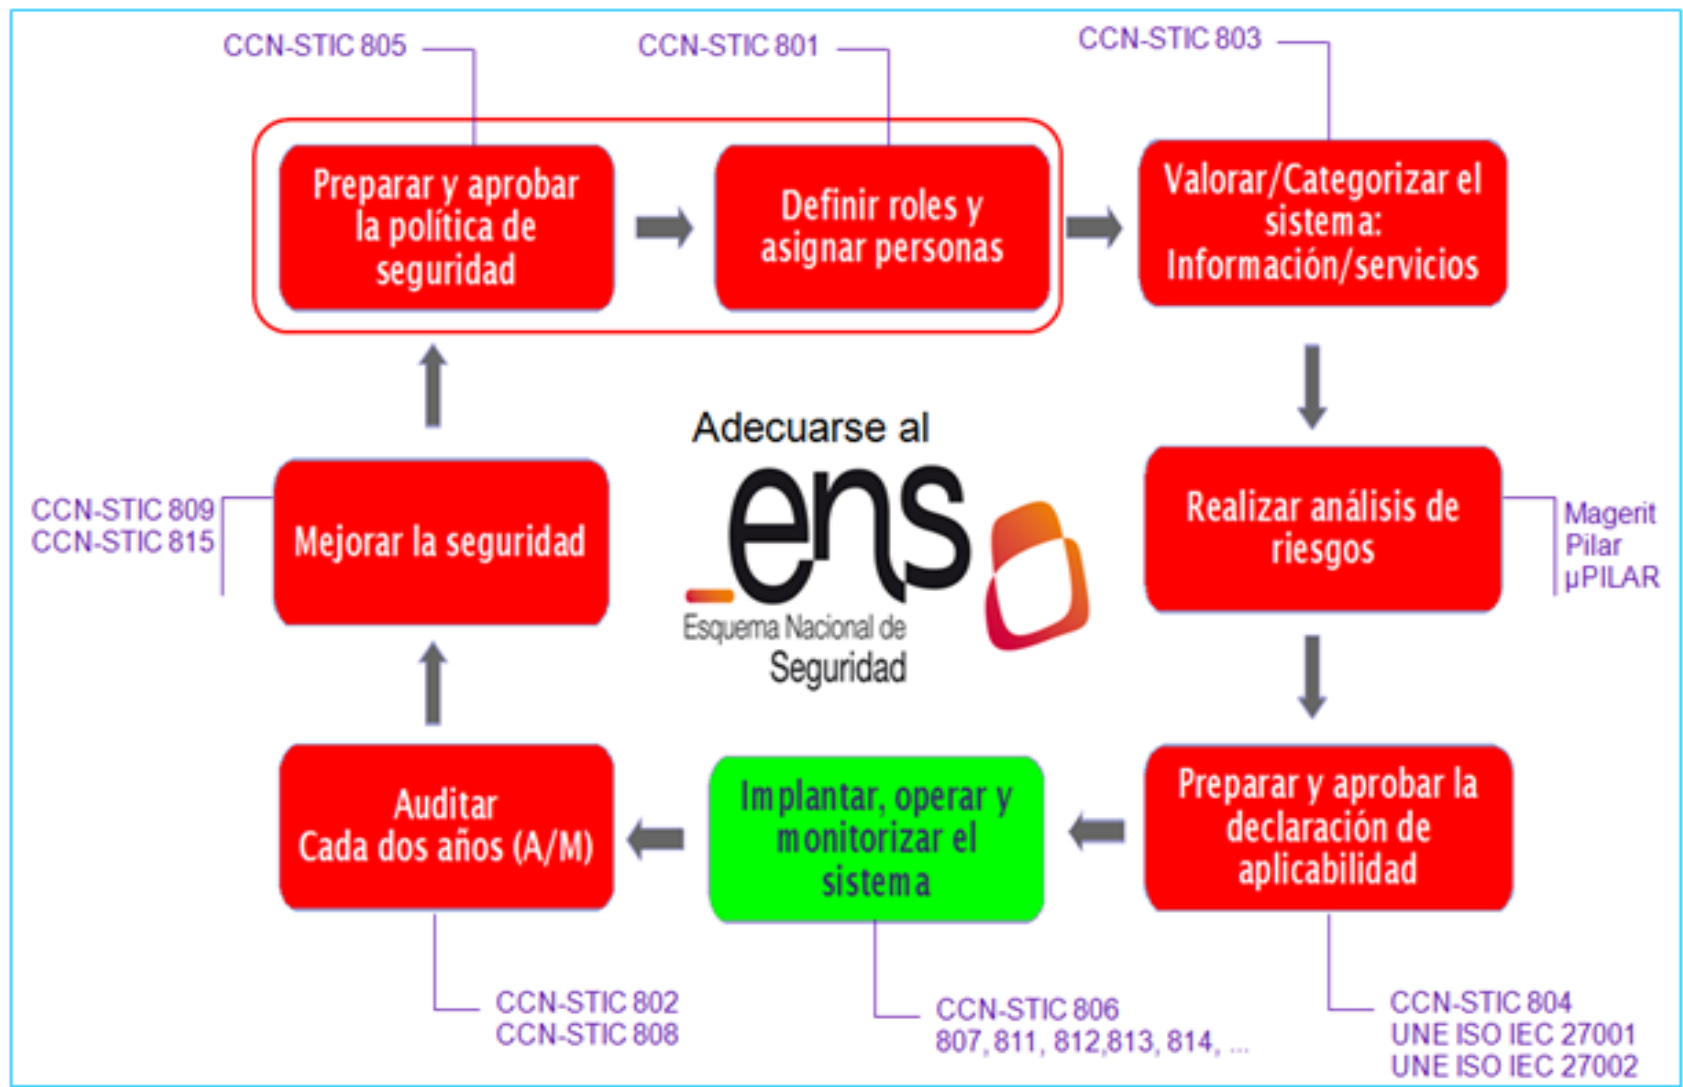 CCN-STIC 805
CCN-STIC 801
CCN-STIC 803
Preparar y aprobar
la política de
seguridad
Definir roles y
asignar personas
Valorar/Categorizar el
sistema:
Información/servicios
Adecuarse al
ens
Esquema Nacional de
Seguridad
CCN-STIC 809
CCN-STIC 815
Mejorar la seguridad
Realizar análisis de
riesgos
Magerit
Pilar
µPILAR
Auditar
Cada dos años (A/M)
Implantar, operar y
monitorizar el
sistema
Preparar y aprobar la
declaración de
aplicabilidad
CCN-STIC 802
CCN-STIC 808
CCN-STIC 806
807, 811, 812,813, 814, ...
CCN-STIC 804
UNE ISO IEC 27001
UNE ISO IEC 27002